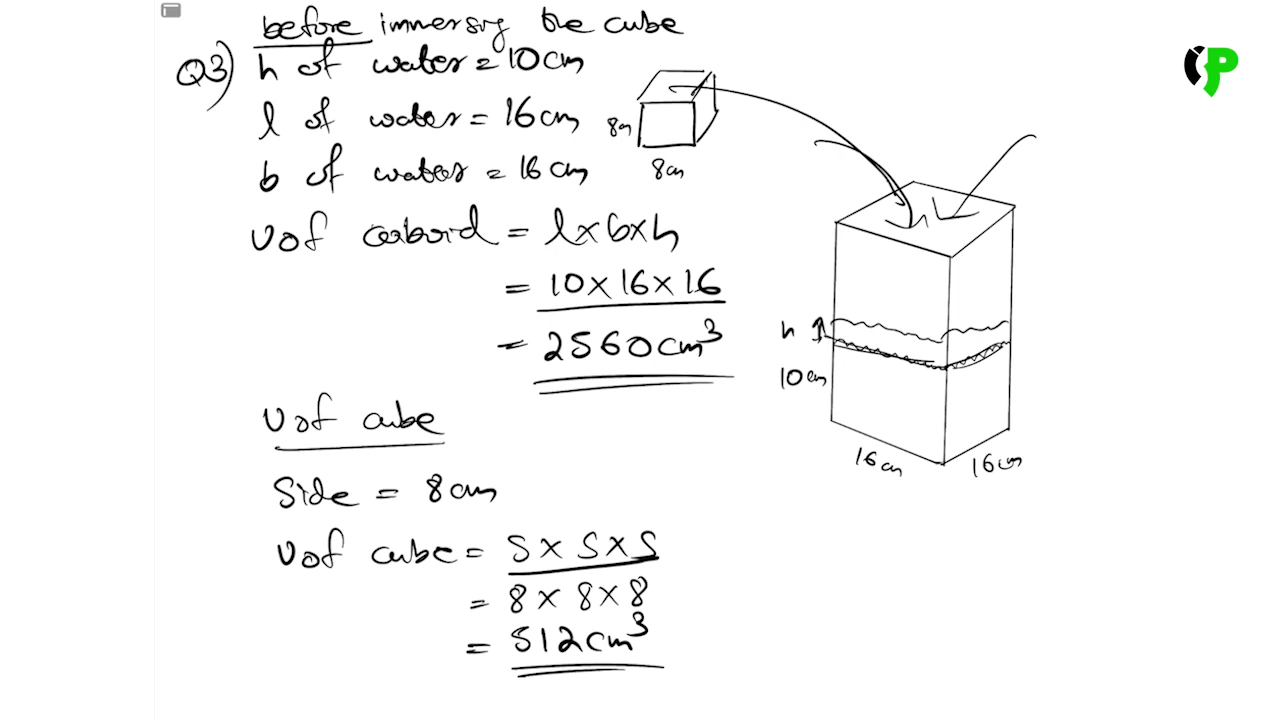 before immersing the cube
Q3) h of water = 10cm
l of water = 16cm
b of water = 16cm
V of cuboid = l×b×h
= 10×16×16
= 2560cm³
V of cube
Side = 8cm
V of cube = S × S × S
= 8 × 8 × 8
= 512cm³
8cm
8cm
h
10cm
16cm
16cm
P